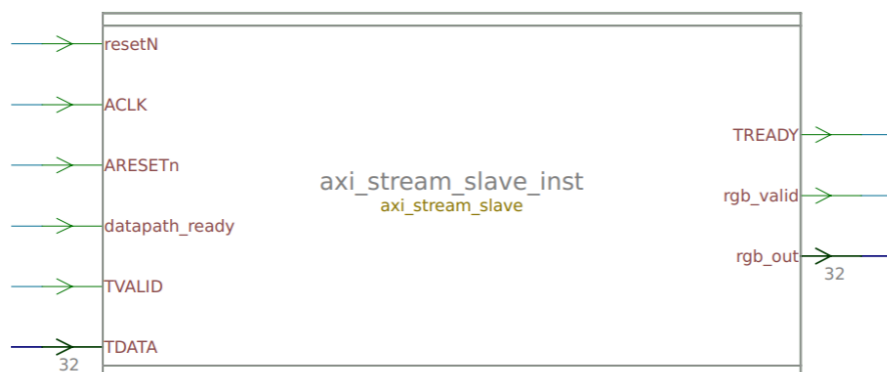 resetN
ACLK
ARESETn
datapath_ready
TVALID
TDATA
32
axi_stream_slave_inst
axi_stream_slave
TREADY
rgb_valid
rgb_out
32